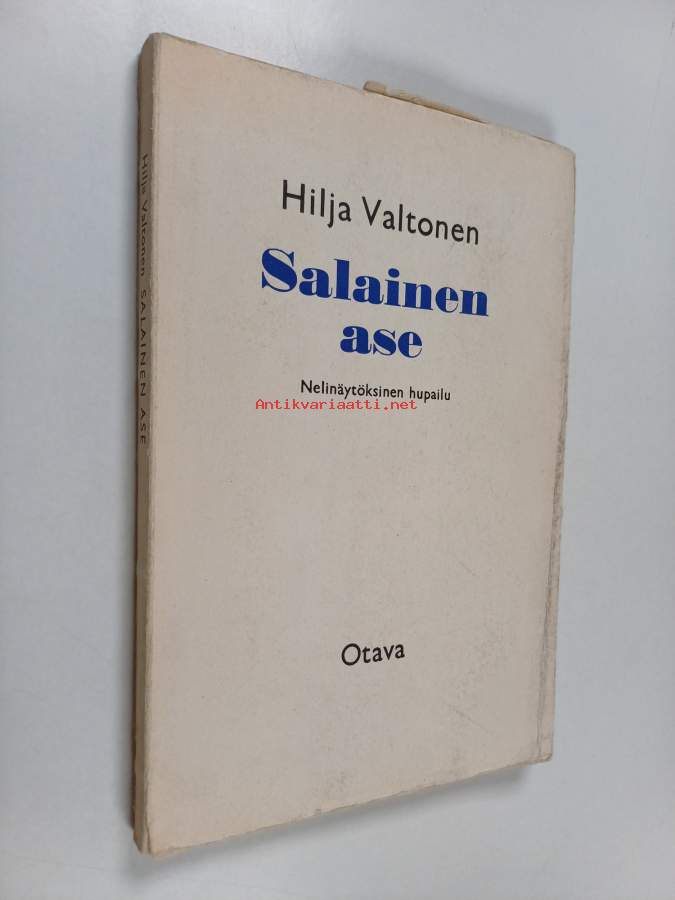 Hilja Valtonen SALAINEN ASE
Hilja Valtonen
Salainen
ase
Nelinäytöksinen hupailu
Antikvariaatti.net
Otava